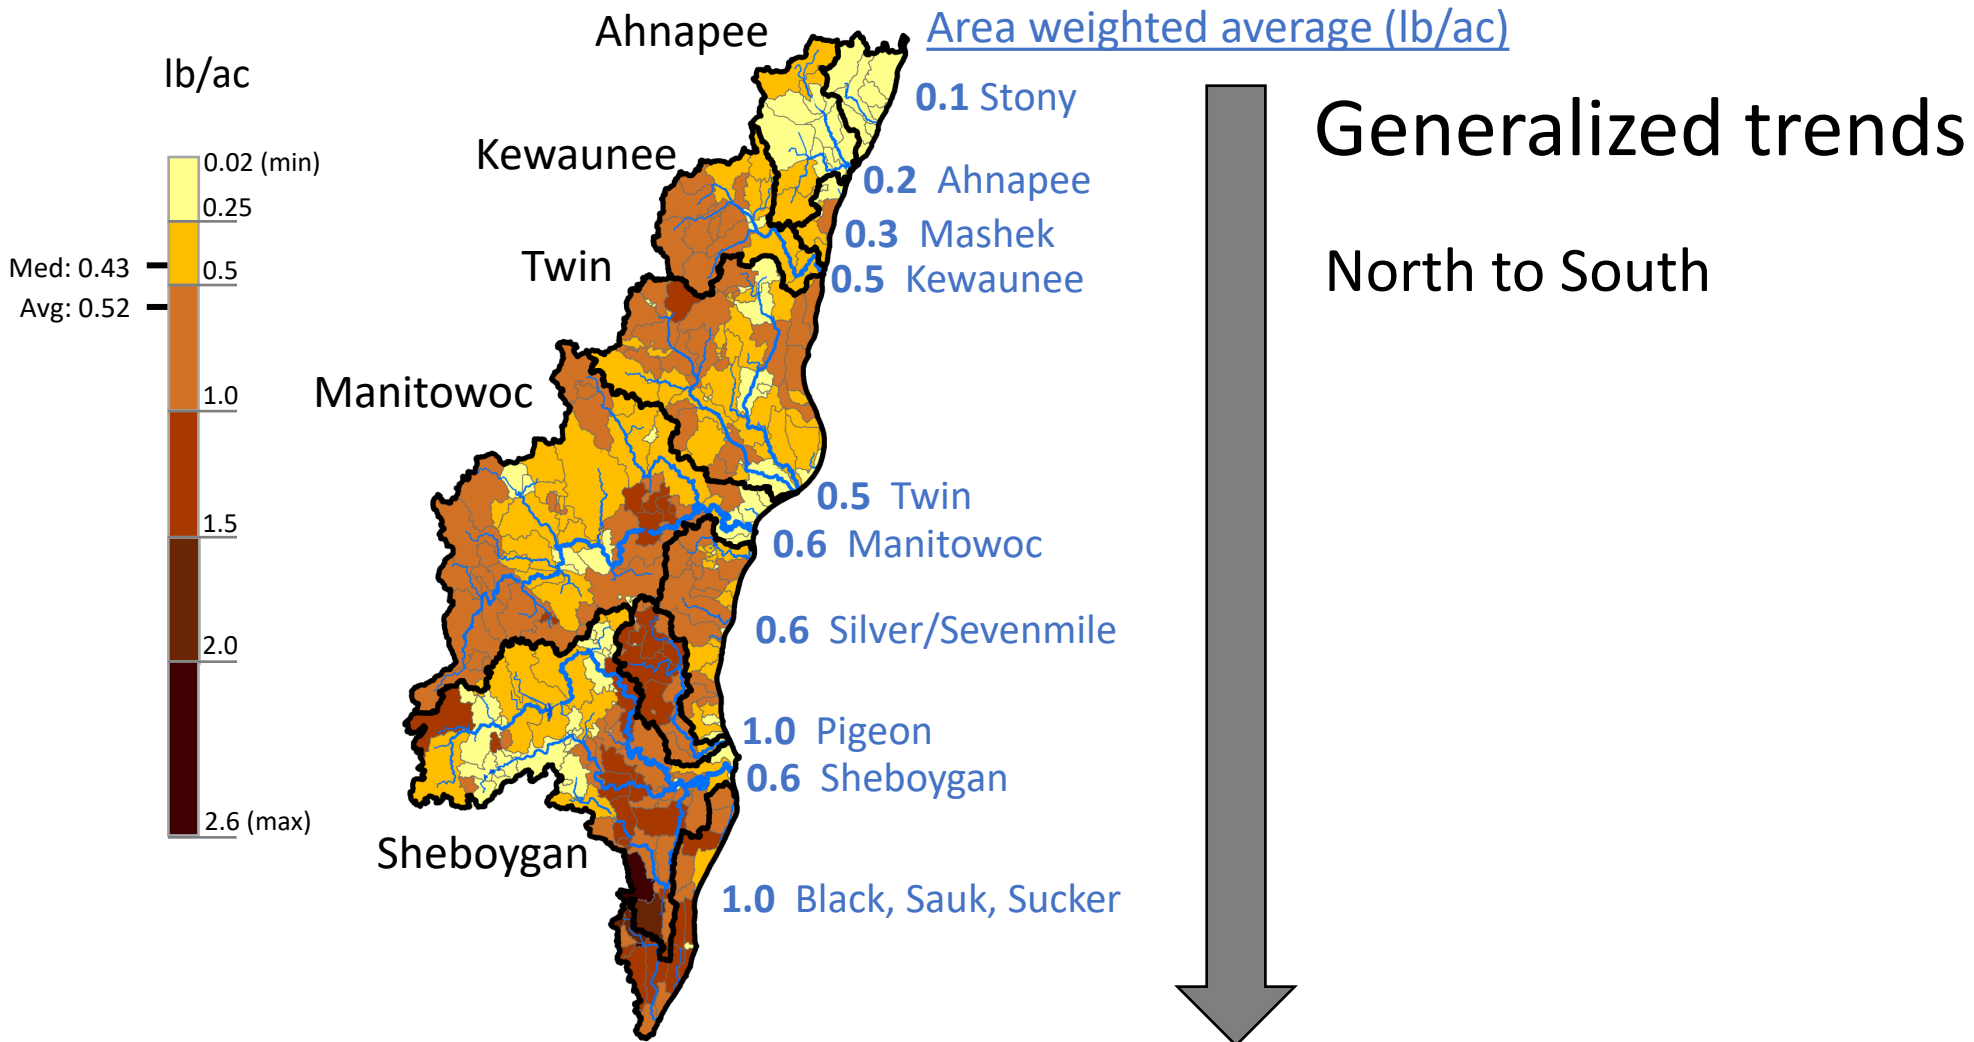 Ahnapee
Area weighted average (lb/ac)
lb/ac
0.1 Stony
Generalized trends
Kewaunee
0.02 (min)
0.2 Ahnapee
0.25
0.3 Mashek
North to South
Twin
Med: 0.43
0.5
0.5 Kewaunee
Avg: 0.52
Manitowoc
1.0
0.5 Twin
1.5
0.6 Manitowoc
0.6 Silver/Sevenmile
2.0
1.0 Pigeon
0.6 Sheboygan
2.6 (max)
Sheboygan
1.0 Black, Sauk, Sucker